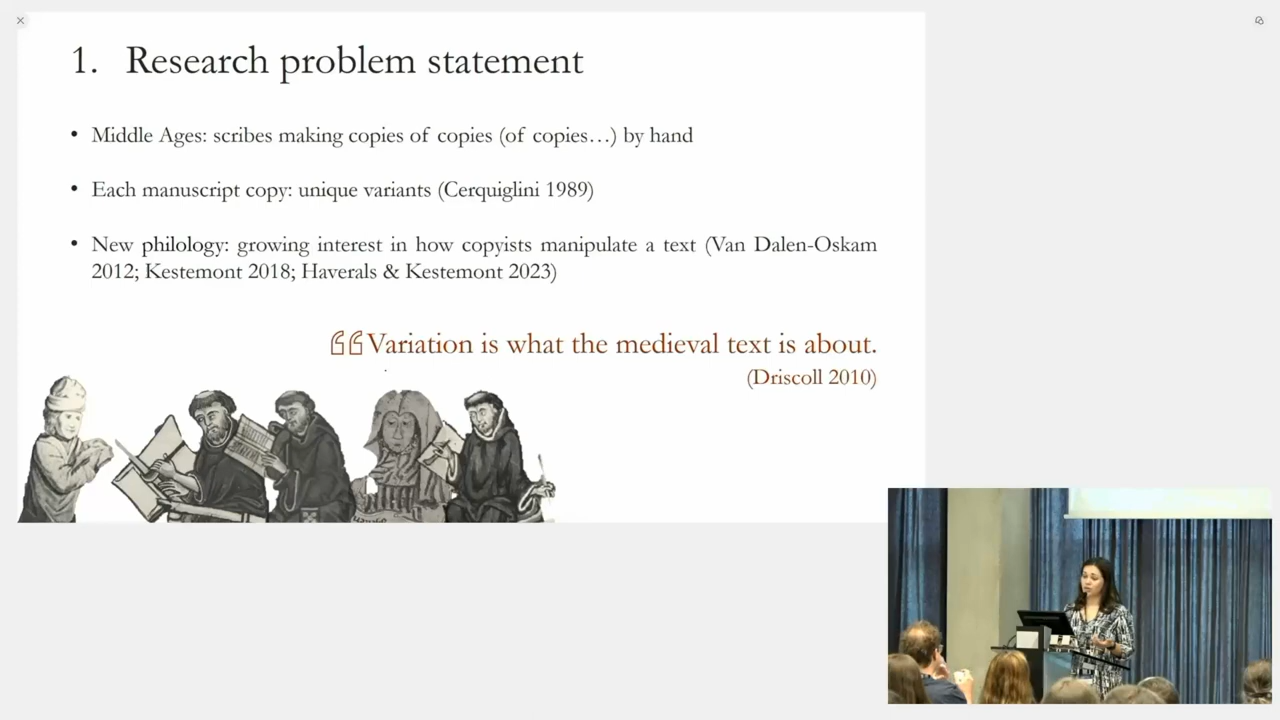 1. Research problem statement
• Middle Ages: scribes making copies of copies (of copies…) by hand
• Each manuscript copy: unique variants (Cerquiglini 1989)
• New philology: growing interest in how copyists manipulate a text (Van Dalen-Oskam
2012; Kestemont 2018; Haverals & Kestemont 2023)
“Variation is what the medieval text is about.
(Driscoll 2010)